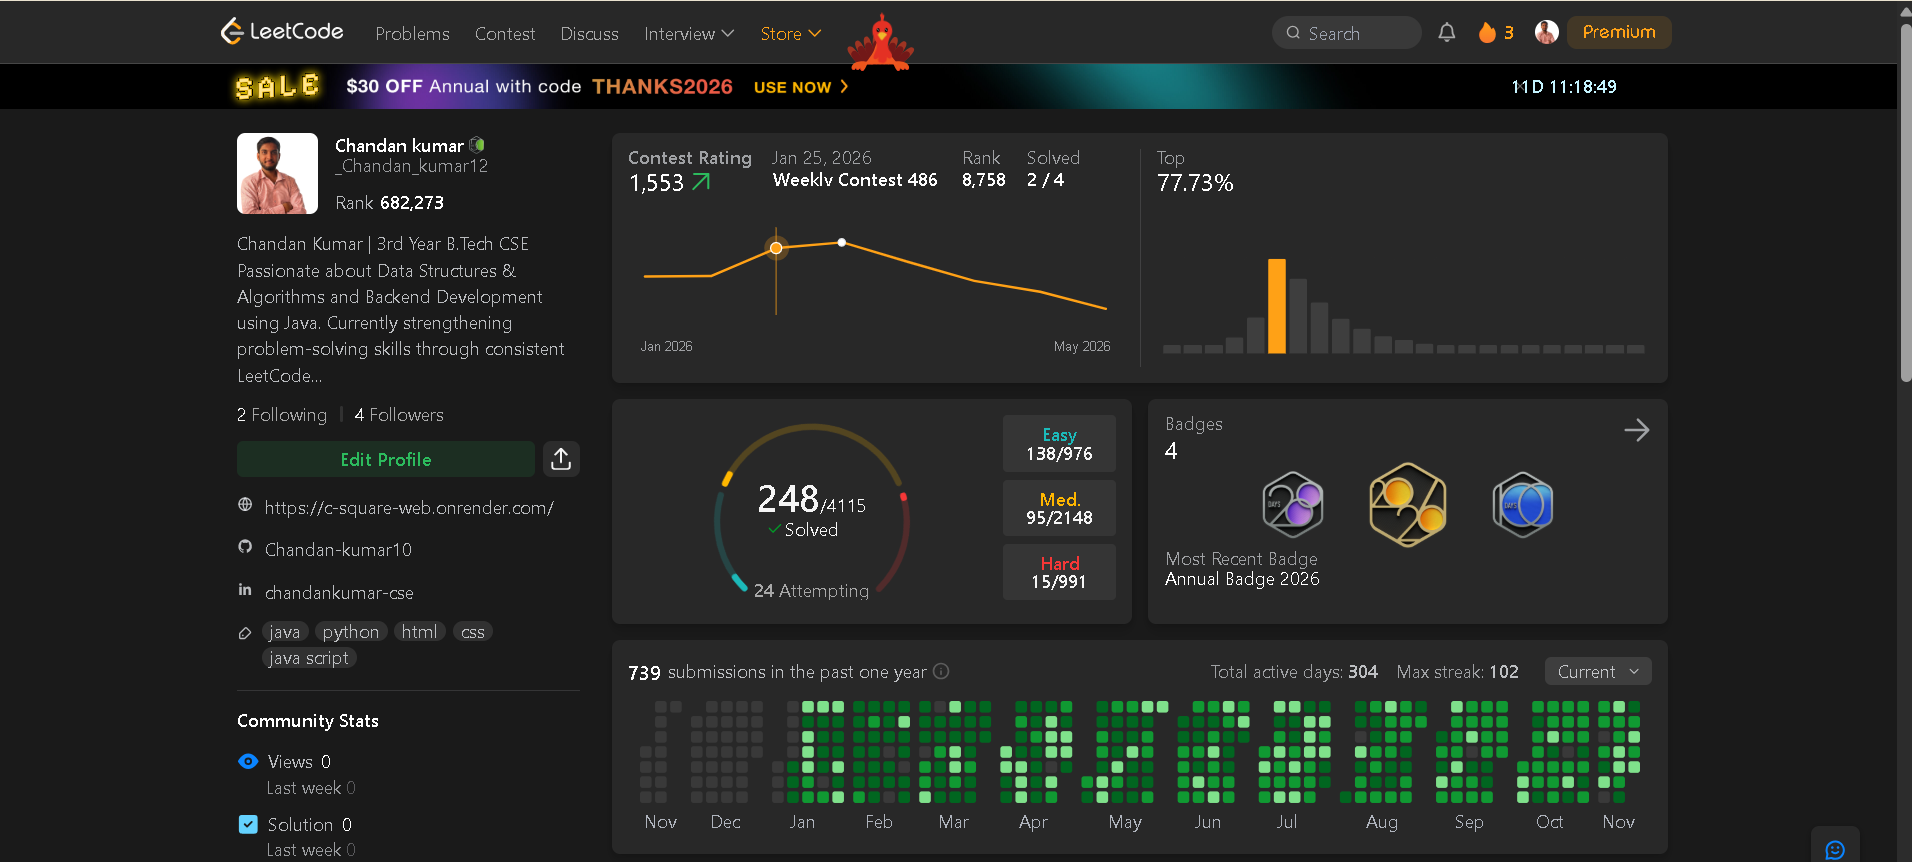 LeetCode Problems Contest Discuss Interview Store Search 3 Premium
SALE $30 OFF Annual with code THANKS2026 USE NOW 11D 11:18:49
Chandan kumar
_Chandan_kumar12
Rank 682,273
Chandan Kumar | 3rd Year B.Tech CSE
Passionate about Data Structures &
Algorithms and Backend Development
using Java. Currently strengthening
problem-solving skills through consistent
LeetCode...
2 Following | 4 Followers
Edit Profile
https://c-square-web.onrender.com/
Chandan-kumar10
chandankumar-cse
java python html css
java script
Community Stats
Views 0
Last week 0
Solution 0
Last week 0
Contest Rating Jan 25, 2026 Rank Solved
1,553 Weekly Contest 486 8,758 2 / 4
Jan 2026 May 2026
Top
77.73%
248/4115
Solved
24 Attempting
Easy
138/976
Med.
95/2148
Hard
15/991
Badges
4
Most Recent Badge
Annual Badge 2026
739 submissions in the past one year Total active days: 304 Max streak: 102 Current
Nov Dec Jan Feb Mar Apr May Jun Jul Aug Sep Oct Nov